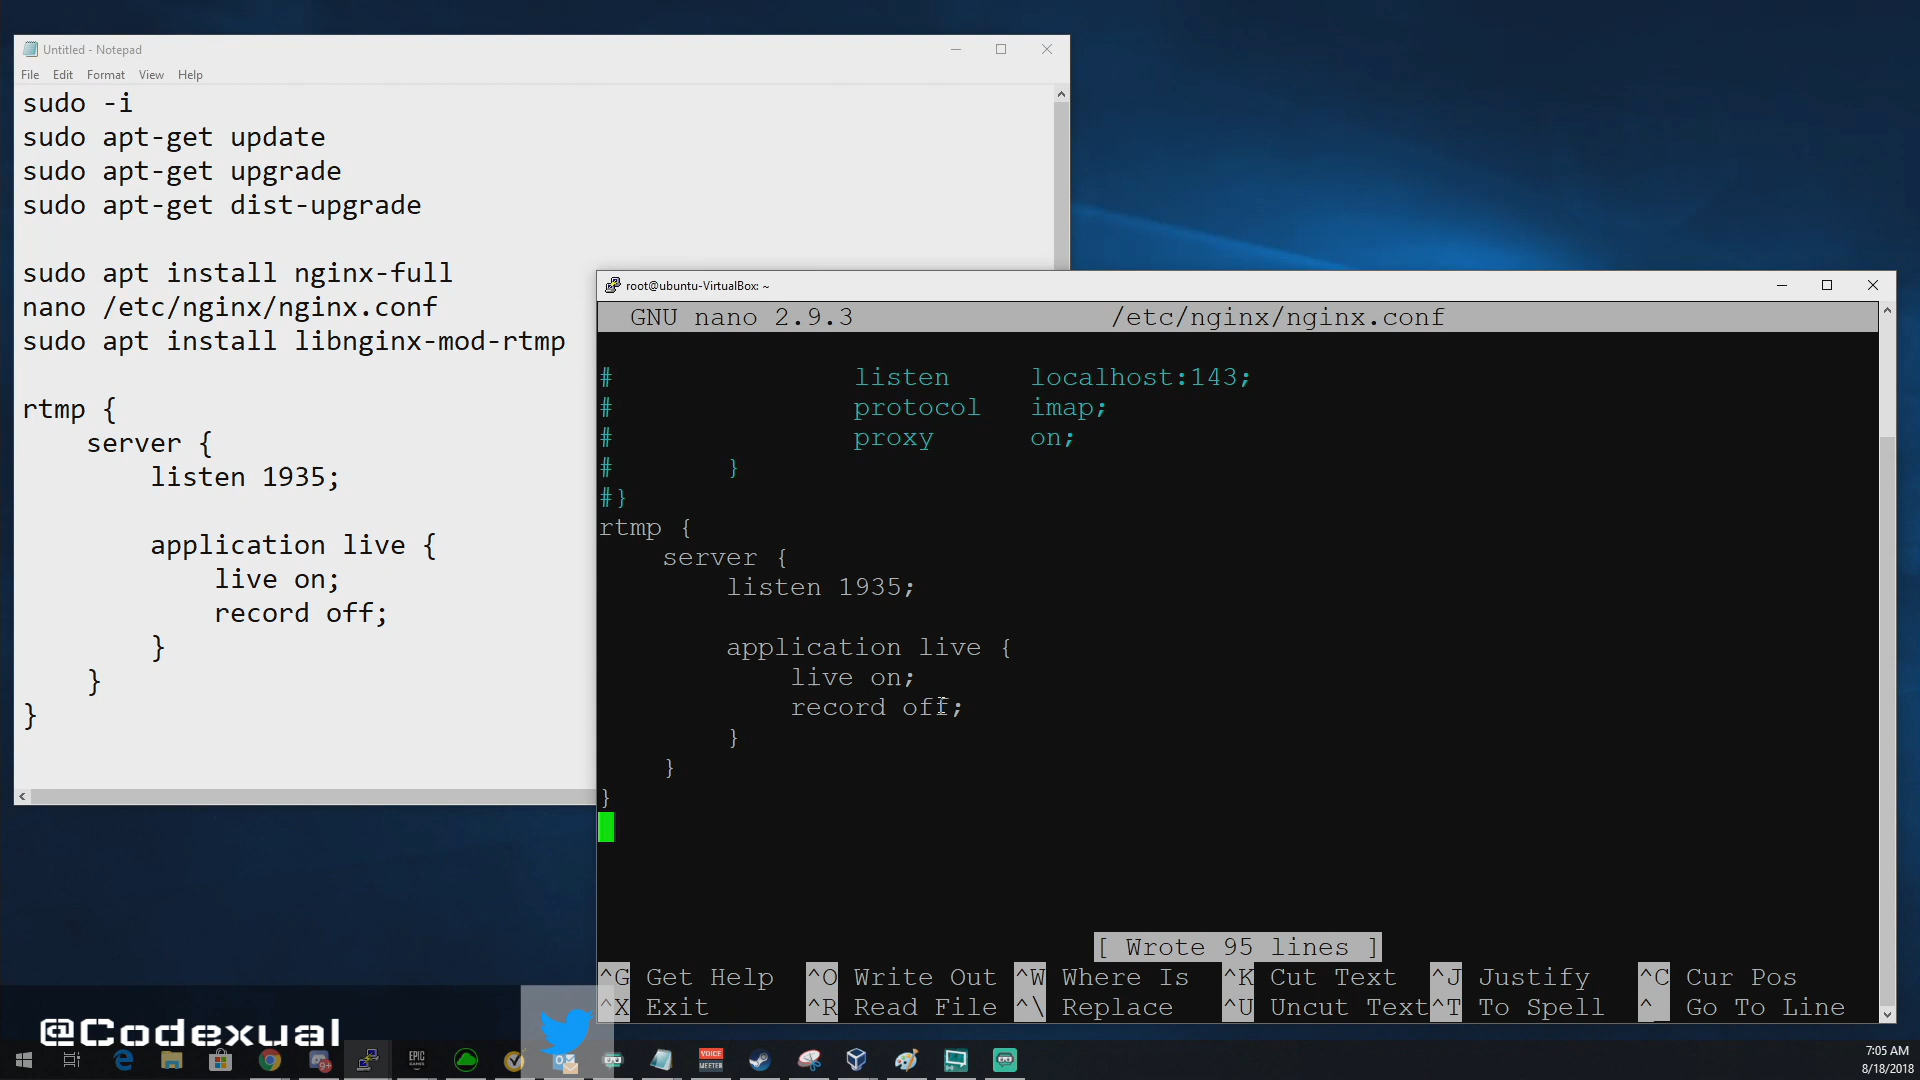 Untitled - Notepad
File Edit Format View Help
sudo -i
sudo apt-get update
sudo apt-get upgrade
sudo apt-get dist-upgrade
sudo apt install nginx-full
nano /etc/nginx/nginx.conf
sudo apt install libnginx-mod-rtmp
rtmp {
server {
listen 1935;
application live {
live on;
record off;
}
}
}
root@ubuntu-VirtualBox: ~
GNU nano 2.9.3 /etc/nginx/nginx.conf
# listen localhost:143;
# protocol imap;
# proxy on;
# }
#}
rtmp {
server {
listen 1935;
application live {
live on;
record off;
}
}
}
[ Wrote 95 lines ]
^G Get Help ^O Write Out ^W Where Is ^K Cut Text ^J Justify ^C Cur Pos
^X Exit ^R Read File ^\ Replace ^U Uncut Text ^T To Spell ^_ Go To Line
@Codexual
9+
EPIC
GAMES
VOICE
MEETER
7:05 AM
8/18/2018